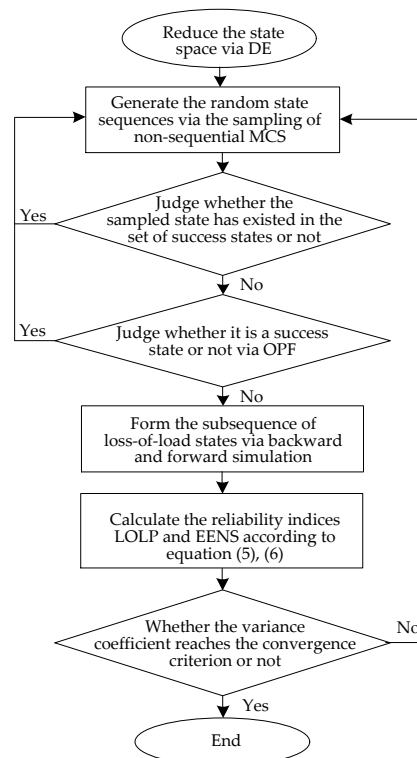 Reduce the state
space via DE
Generate the random state
sequences via the sampling of
non-sequential MCS
Yes
Judge whether the
sampled state has existed in the
set of success states or not
No
Yes
Judge whether it is a success
state or not via OPF
No
Form the subsequence of
loss-of-load states via backward
and forward simulation
Calculate the reliability indices
LOLP and EENS according to
equation (5), (6)
Whether the variance
coefficient reaches the convergence
criterion or not
No
Yes
End